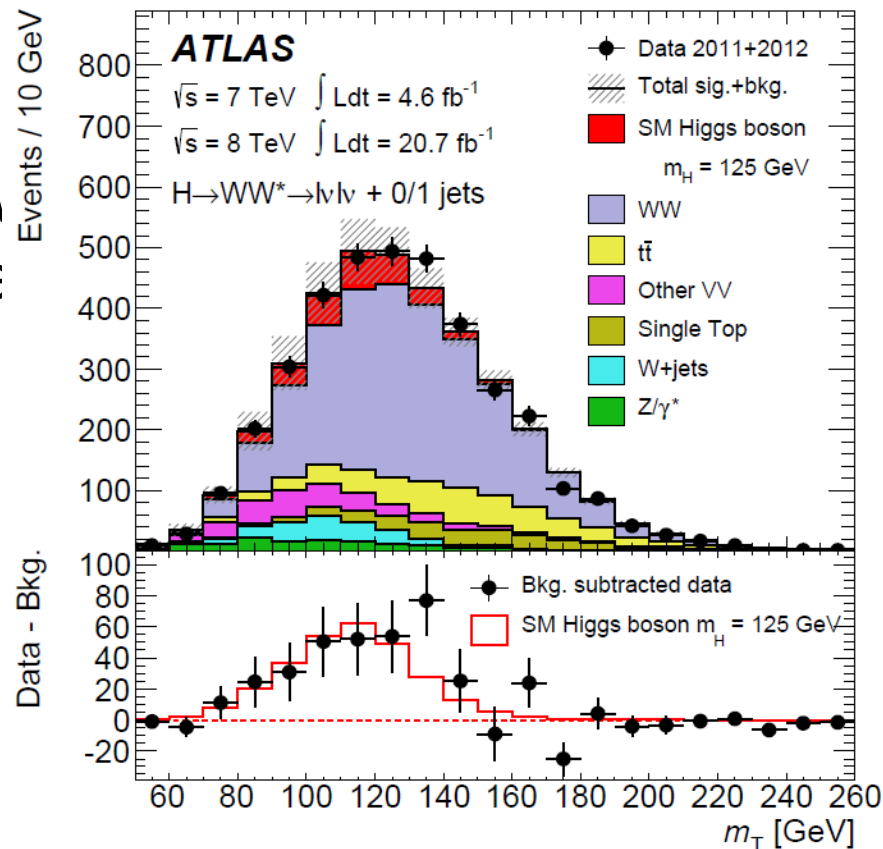 Events / 10 GeV
800
700
600
500
400
300
200
100
ATLAS
√s = 7 TeV ∫ Ldt = 4.6 fb⁻¹
√s = 8 TeV ∫ Ldt = 20.7 fb⁻¹
H→WW*→lνlν + 0/1 jets
Data 2011+2012
Total sig.+bkg.
SM Higgs boson
m_H = 125 GeV
WW
tt̅
Other VV
Single Top
W+jets
Z/γ*
Data - Bkg.
100
80
60
40
20
0
-20
Bkg. subtracted data
SM Higgs boson m_H = 125 GeV
60 80 100 120 140 160 180 200 220 240 260
m_T [GeV]